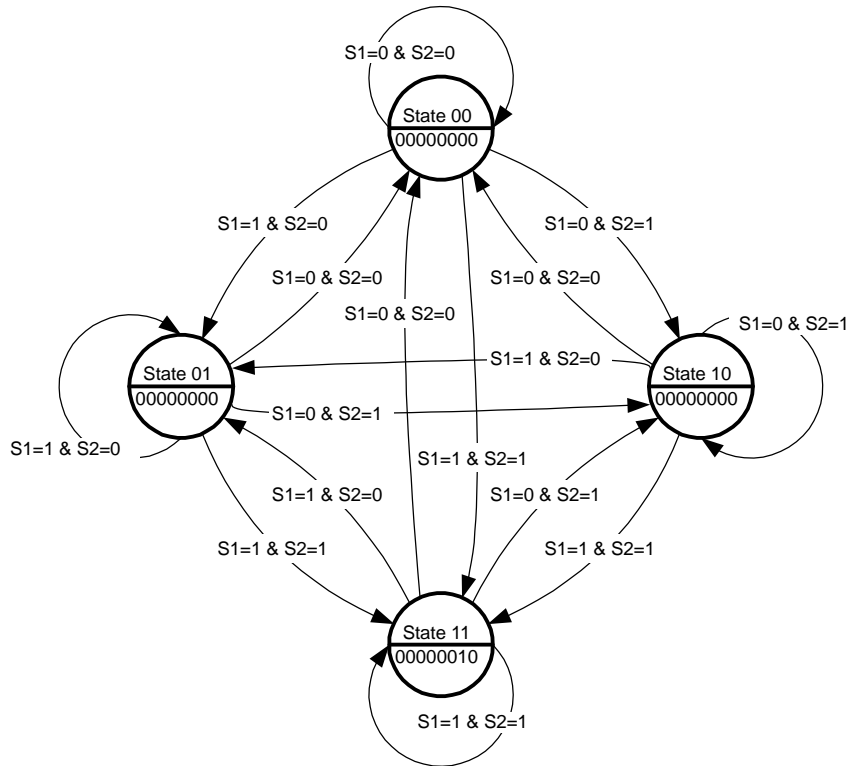 S1=0 & S2=0
State 00
00000000
S1=1 & S2=0
S1=0 & S2=1
S1=0 & S2=0
S1=0 & S2=0
S1=0 & S2=0
S1=0 & S2=1
State 01
00000000
S1=1 & S2=0
State 10
00000000
S1=0 & S2=1
S1=1 & S2=0
S1=1 & S2=1
S1=1 & S2=0
S1=0 & S2=1
S1=1 & S2=1
S1=1 & S2=1
State 11
00000010
S1=1 & S2=1